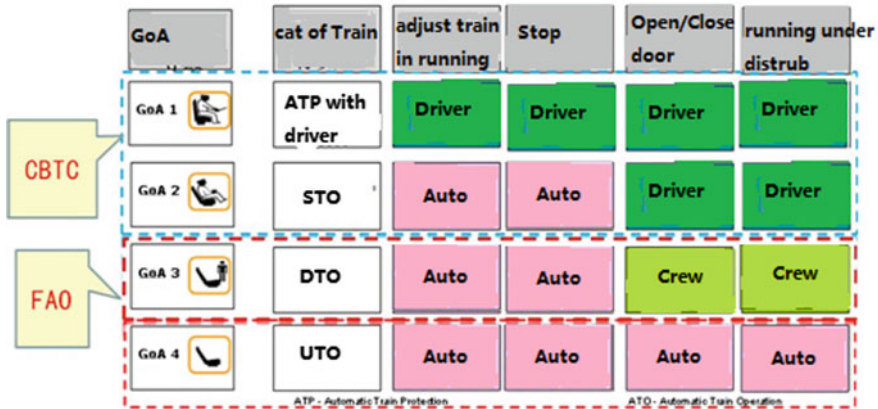 GoA
cat of Train
adjust train
in running
Stop
Open/Close
door
running under
distrub
CBTC
GoA 1
ATP with
driver
Driver
Driver
Driver
Driver
GoA 2
STO
Auto
Auto
Driver
Driver
FAO
GoA 3
DTO
Auto
Auto
Crew
Crew
GoA 4
UTO
Auto
Auto
Auto
Auto
ATP - Automatic Train Protection
ATO - Automatic Train Operation